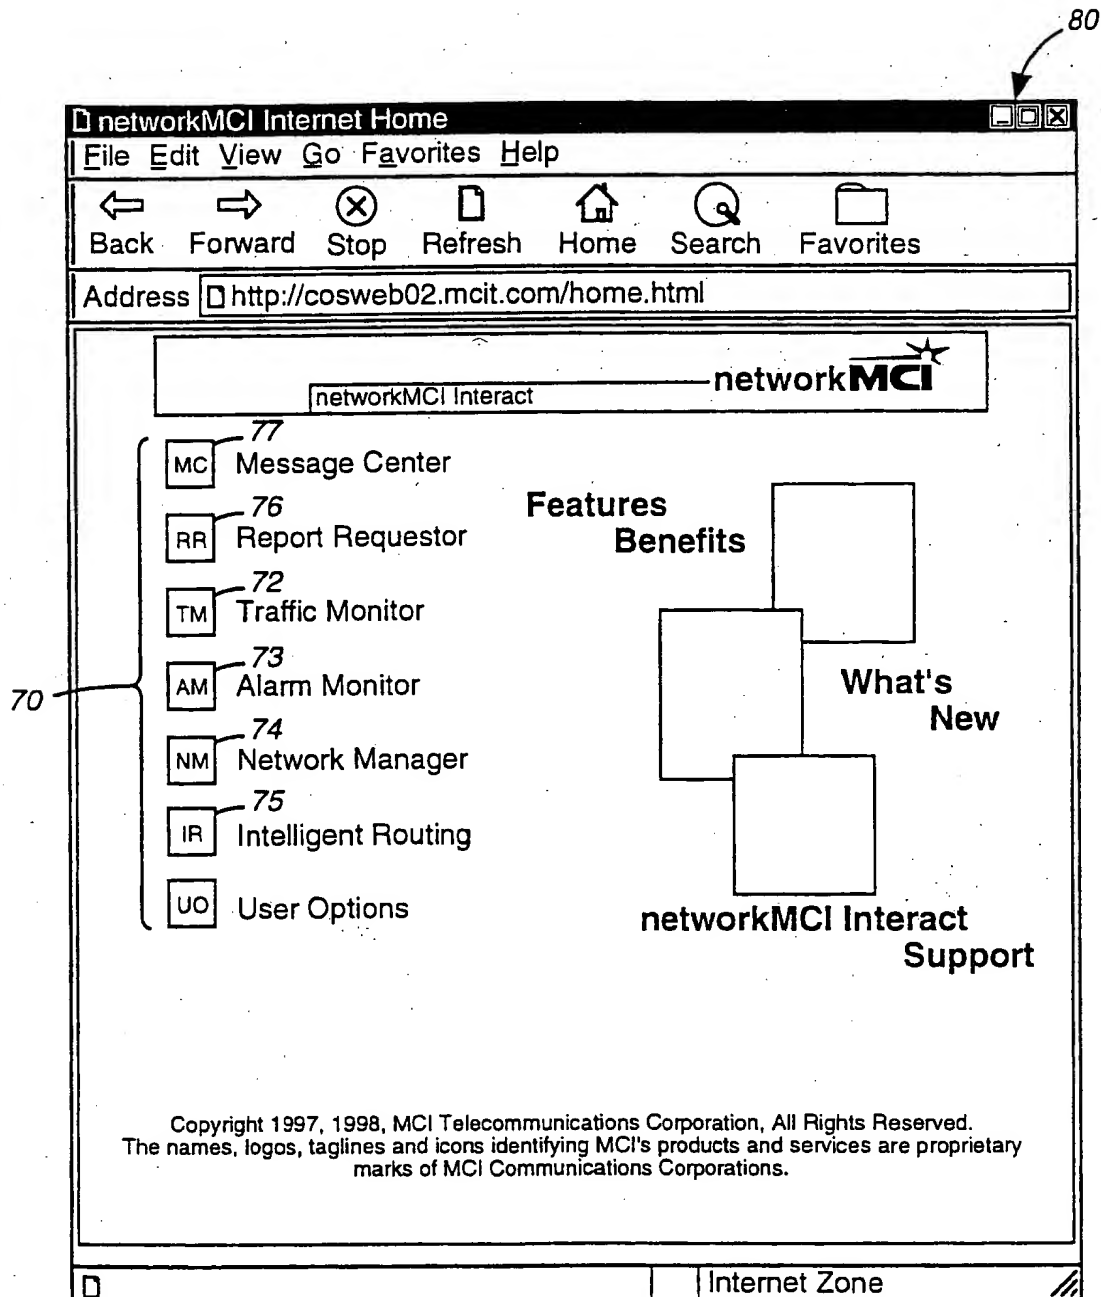 80
networkMCI Internet Home
File Edit View Go Favorites Help
Back Forward Stop Refresh Home Search Favorites
Address http://cosweb02.mcit.com/home.html
networkMCI
networkMCI Interact
77
MC Message Center
76
RR Report Requestor
72
TM Traffic Monitor
73
AM Alarm Monitor
70
74
NM Network Manager
75
IR Intelligent Routing
UO User Options
Features
Benefits
What's
New
networkMCI Interact
Support
Copyright 1997, 1998, MCI Telecommunications Corporation, All Rights Reserved.
The names, logos, taglines and icons identifying MCI's products and services are proprietary
marks of MCI Communications Corporations.
Internet Zone